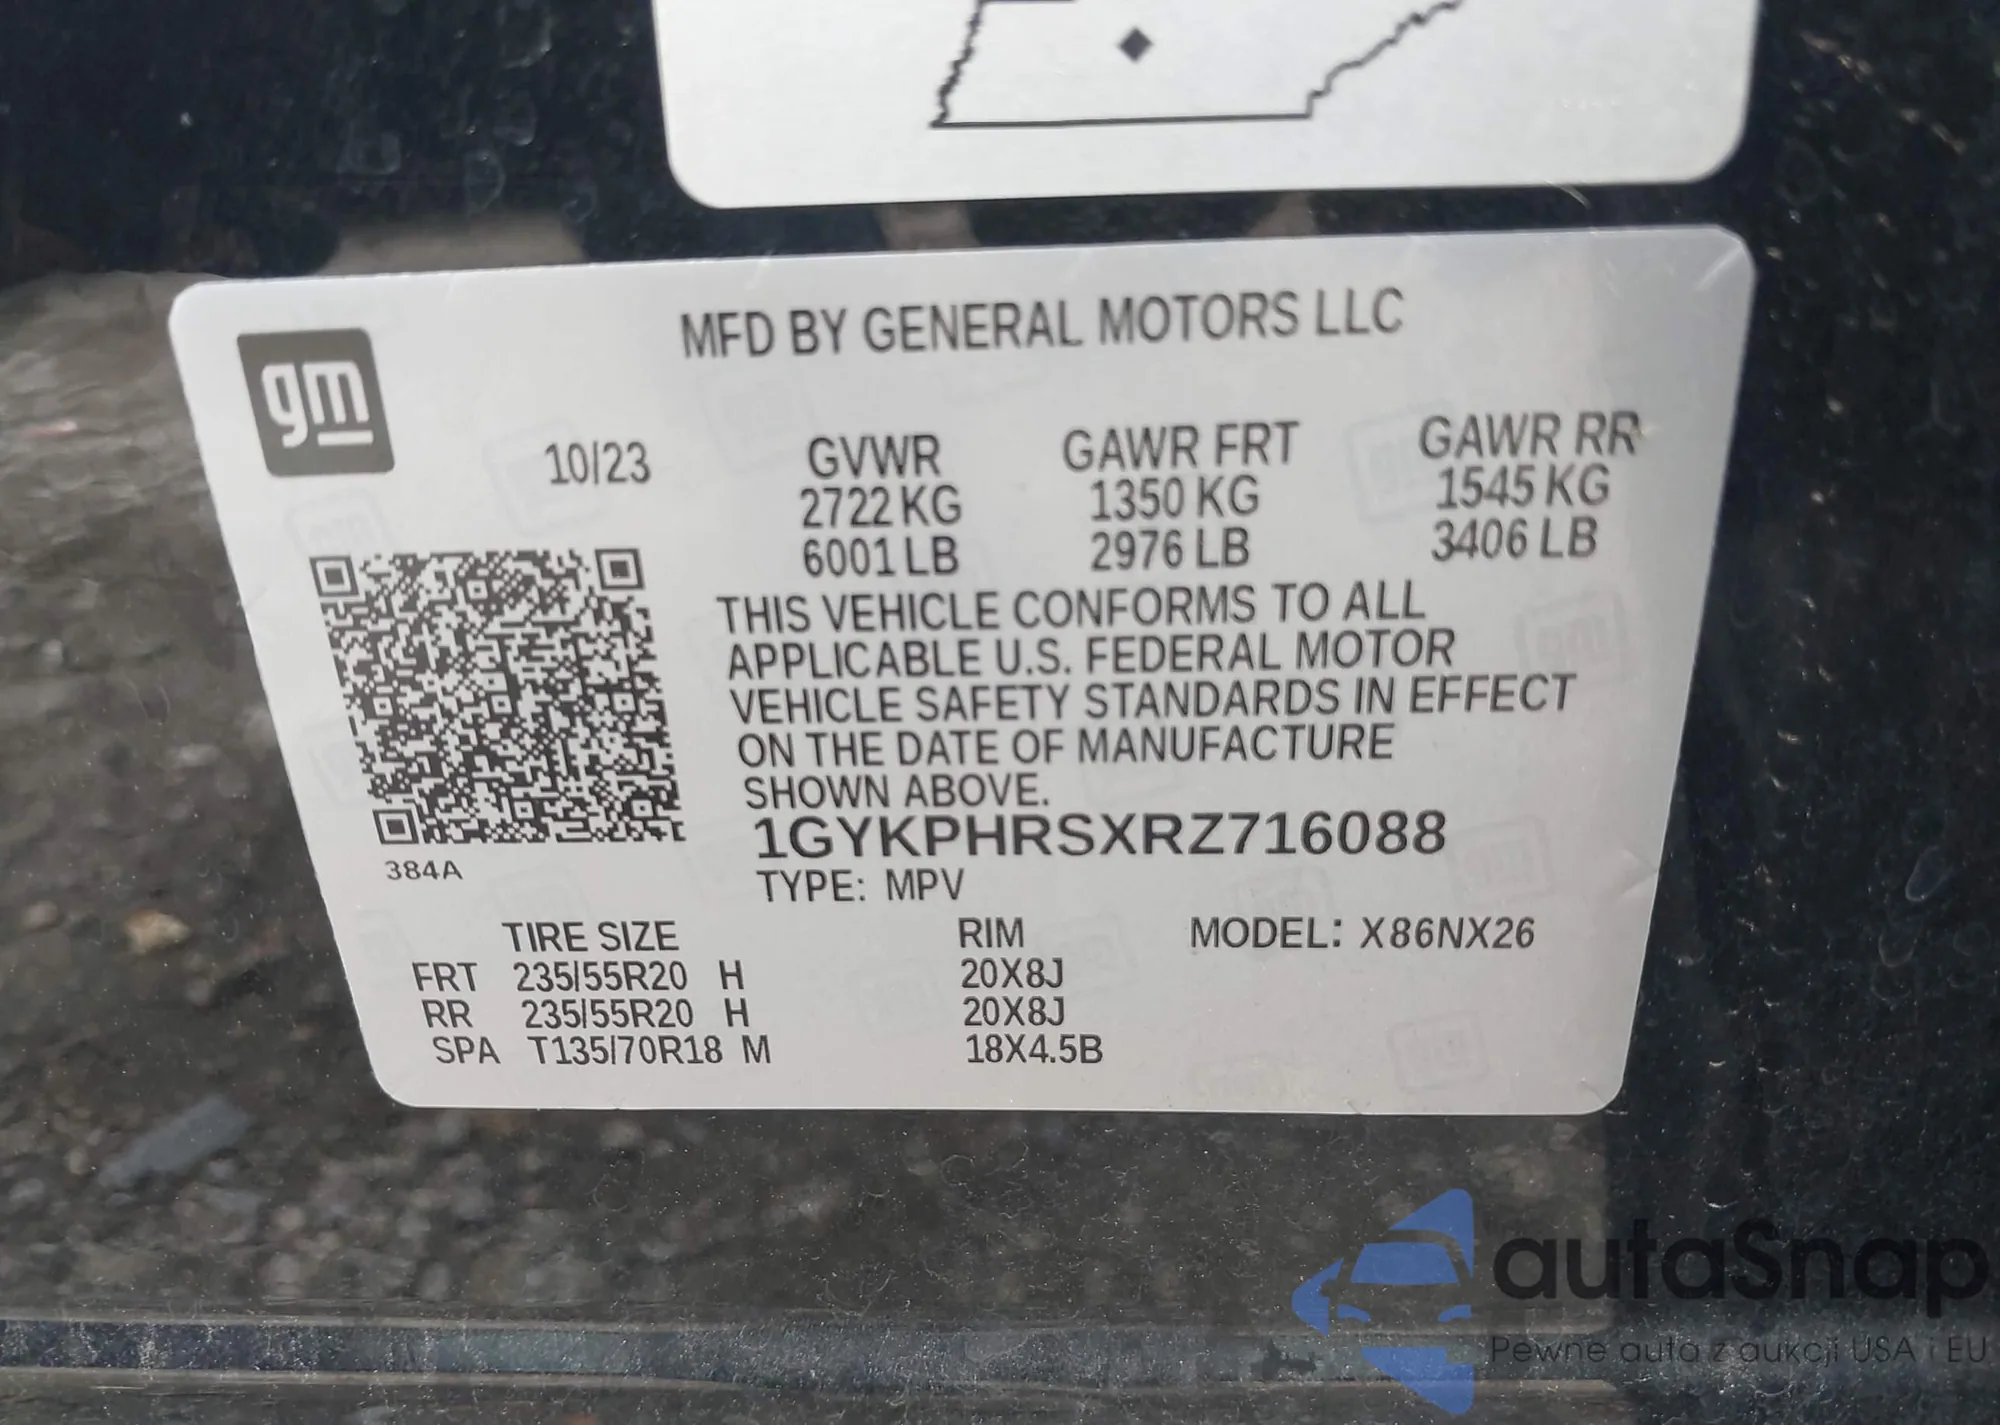 MFD BY GENERAL MOTORS LLC
gm
10/23 GVWR GAWR FRT GAWR RR
2722 KG 1350 KG 1545 KG
6001 LB 2976 LB 3406 LB
THIS VEHICLE CONFORMS TO ALL
APPLICABLE U.S. FEDERAL MOTOR
VEHICLE SAFETY STANDARDS IN EFFECT
ON THE DATE OF MANUFACTURE
SHOWN ABOVE.
1GYKPHRSXRZ716088
384A
TYPE: MPV
TIRE SIZE RIM MODEL: X86NX26
FRT 235/55R20 H 20X8J
RR 235/55R20 H 20X8J
SPA T135/70R18 M 18X4.5B
autaSnap
Pewne auta z aukcji USA i EU